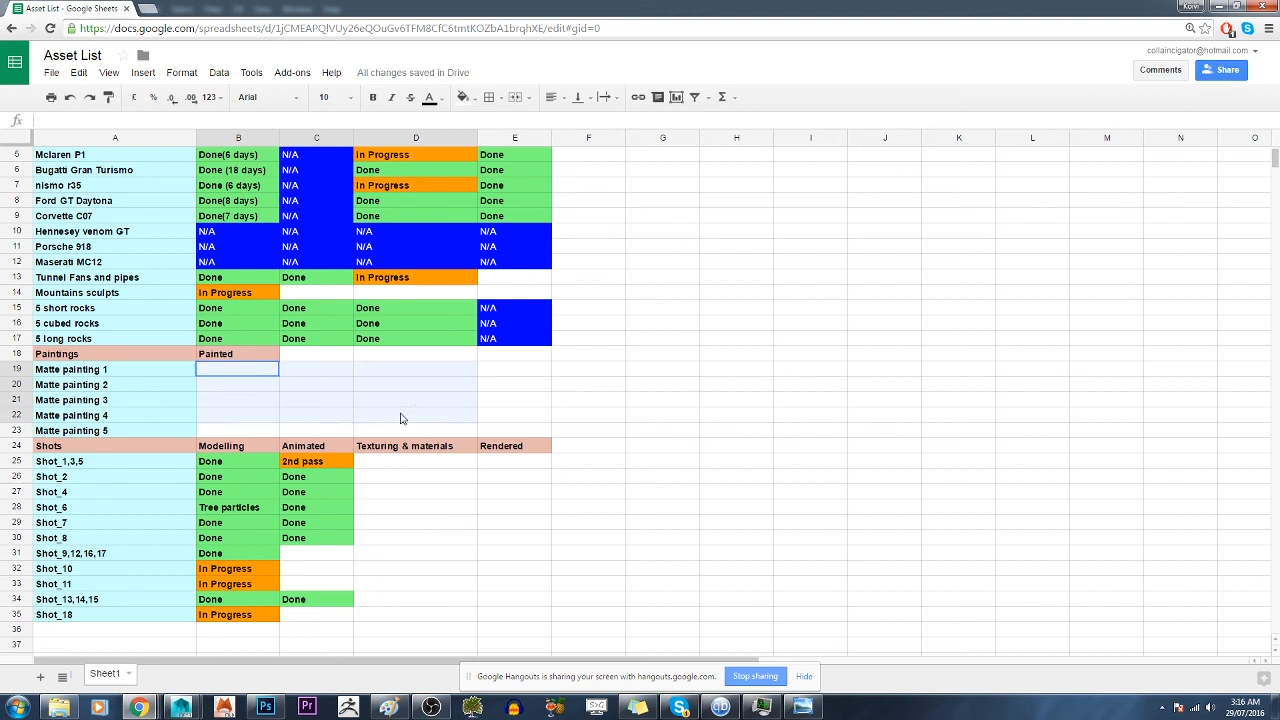 Asset List - Google Sheets
Korin
https://docs.google.com/spreadsheets/d/1jCMEAPQlVUy26eQOuGv6TFM8CfC6tmtKOZbA1brqhXE/edit#gid=0
Asset List
collaincigator@hotmail.com
File Edit View Insert Format Data Tools Add-ons Help All changes saved in Drive
Comments Share
£ % .0 .00 123 Arial 10 B I S A Σ
fx
A B C D E F G H I J K L M N O
5 Mclaren P1 Done(6 days) N/A In Progress Done
6 Bugatti Gran Turismo Done (18 days) N/A Done Done
7 nismo r35 Done (6 days) N/A In Progress Done
8 Ford GT Daytona Done(8 days) N/A Done Done
9 Corvette C07 Done(7 days) N/A Done Done
10 Hennesey venom GT N/A N/A N/A N/A
11 Porsche 918 N/A N/A N/A N/A
12 Maserati MC12 N/A N/A N/A N/A
13 Tunnel Fans and pipes Done Done In Progress
14 Mountains sculpts In Progress
15 5 short rocks Done Done Done N/A
16 5 cubed rocks Done Done Done N/A
17 5 long rocks Done Done Done N/A
18 Paintings Painted
19 Matte painting 1
20 Matte painting 2
21 Matte painting 3
22 Matte painting 4
23 Matte painting 5
24 Shots Modelling Animated Texturing & materials Rendered
25 Shot_1,3,5 Done 2nd pass
26 Shot_2 Done Done
27 Shot_4 Done Done
28 Shot_6 Tree particles Done
29 Shot_7 Done Done
30 Shot_8 Done Done
31 Shot_9,12,16,17 Done
32 Shot_10 In Progress
33 Shot_11 In Progress
34 Shot_13,14,15 Done Done
35 Shot_18 In Progress
36
37
Sheet1
Google Hangouts is sharing your screen with hangouts.google.com. Stop sharing Hide
Ps Pr
3:16 AM
29/07/2016